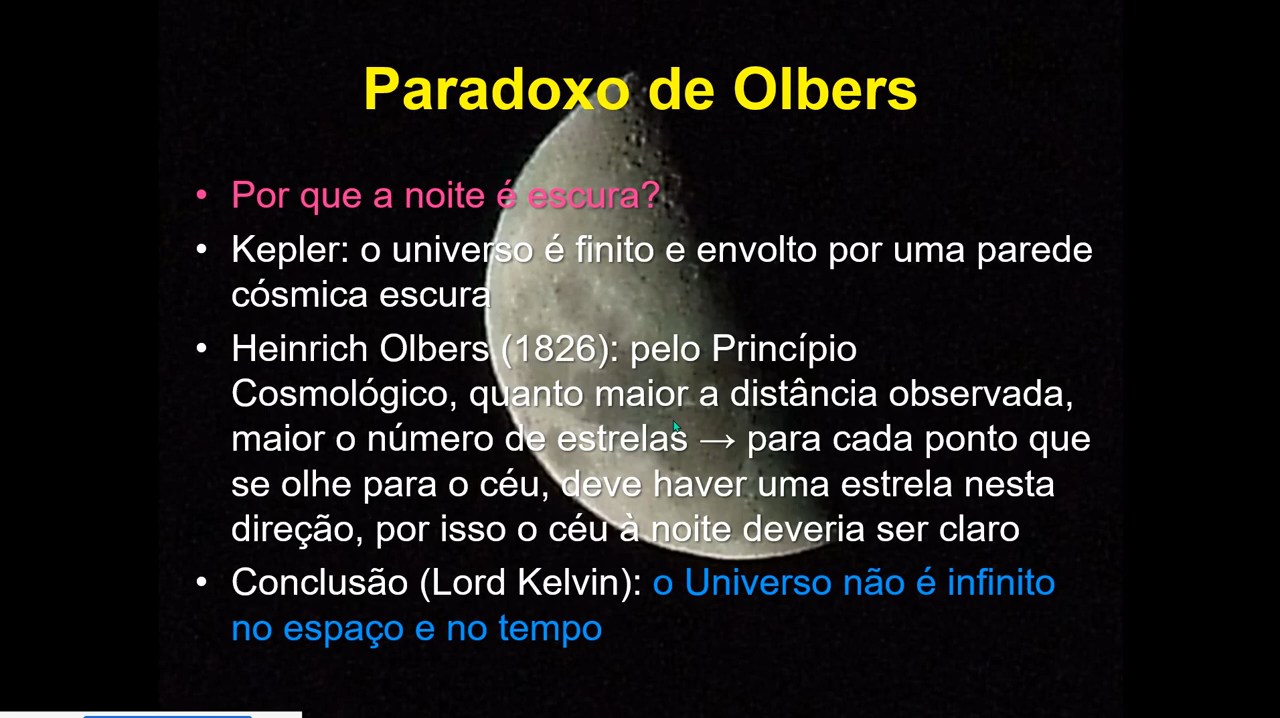 Paradoxo de Olbers
• Por que a noite é escura?
• Kepler: o universo é finito e envolto por uma parede
cósmica escura
• Heinrich Olbers (1826): pelo Princípio
Cosmológico, quanto maior a distância observada,
maior o número de estrelas → para cada ponto que
se olhe para o céu, deve haver uma estrela nesta
direção, por isso o céu à noite deveria ser claro
• Conclusão (Lord Kelvin): o Universo não é infinito
no espaço e no tempo